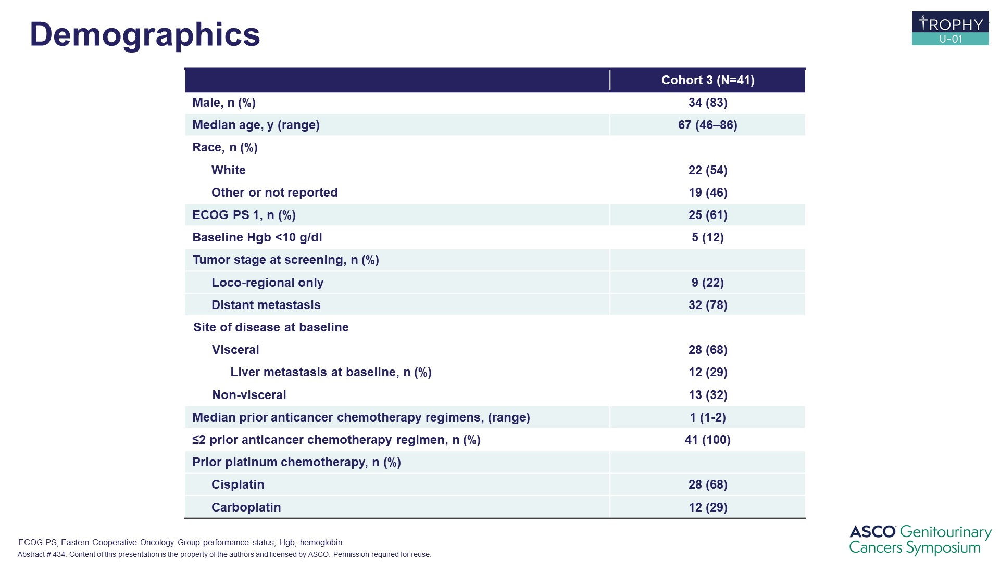 Demographics
TROPHY
U-01
Cohort 3 (N=41)
Male, n (%) 34 (83)
Median age, y (range) 67 (46–86)
Race, n (%)
White 22 (54)
Other or not reported 19 (46)
ECOG PS 1, n (%) 25 (61)
Baseline Hgb <10 g/dl 5 (12)
Tumor stage at screening, n (%)
Loco-regional only 9 (22)
Distant metastasis 32 (78)
Site of disease at baseline
Visceral 28 (68)
Liver metastasis at baseline, n (%) 12 (29)
Non-visceral 13 (32)
Median prior anticancer chemotherapy regimens, (range) 1 (1-2)
≤2 prior anticancer chemotherapy regimen, n (%) 41 (100)
Prior platinum chemotherapy, n (%)
Cisplatin 28 (68)
Carboplatin 12 (29)
ECOG PS, Eastern Cooperative Oncology Group performance status; Hgb, hemoglobin.
Abstract # 434. Content of this presentation is the property of the authors and licensed by ASCO. Permission required for reuse.
ASCO® Genitourinary
Cancers Symposium